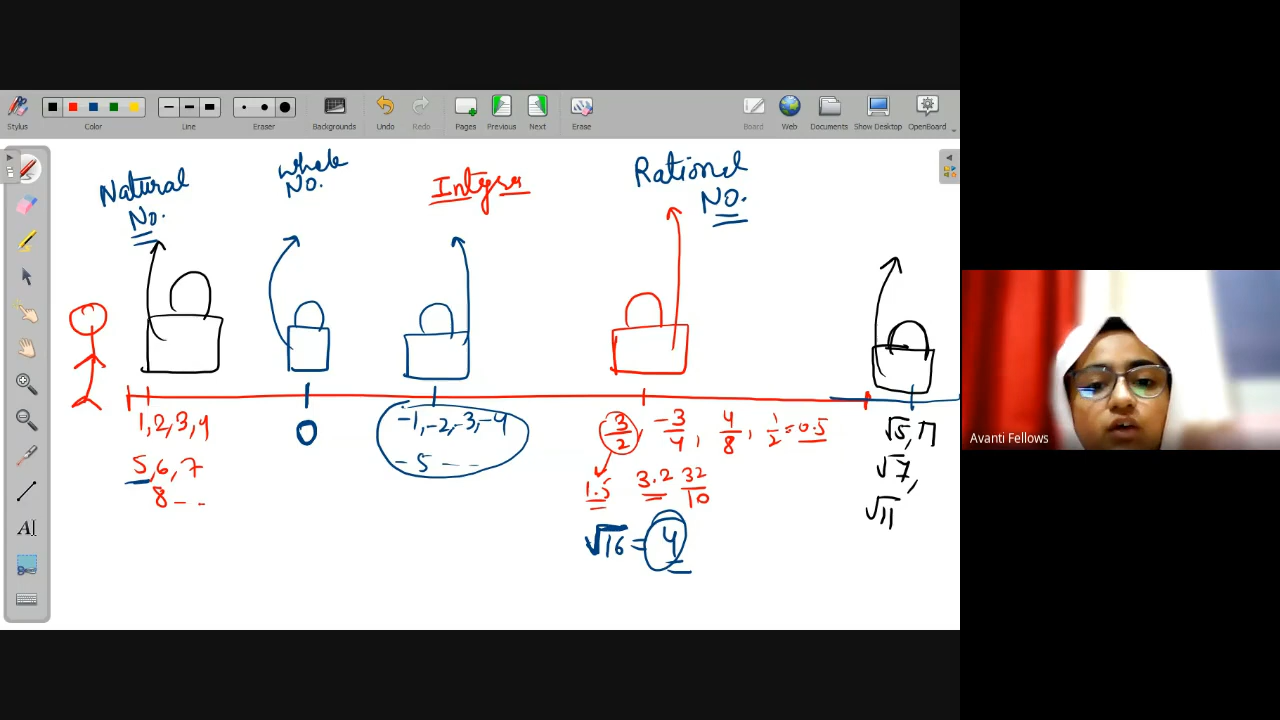 Stylus
Color
Line
Eraser
Backgrounds
Undo
Redo
Pages
Previous
Next
Erase
Board
Web
Documents
Show Desktop
OpenBoard
Natural
No.
Whole
No.
Integers
Rational
NO.
1,2,3,4
5,6,7
8 - -
0
-1,-2,-3,-4
-5 - -
3/2, -3/4, 4/8, 1/2=0.5
1.5 3.2 32/10
√16=4
√5, π
√7,
√11
Avanti Fellows